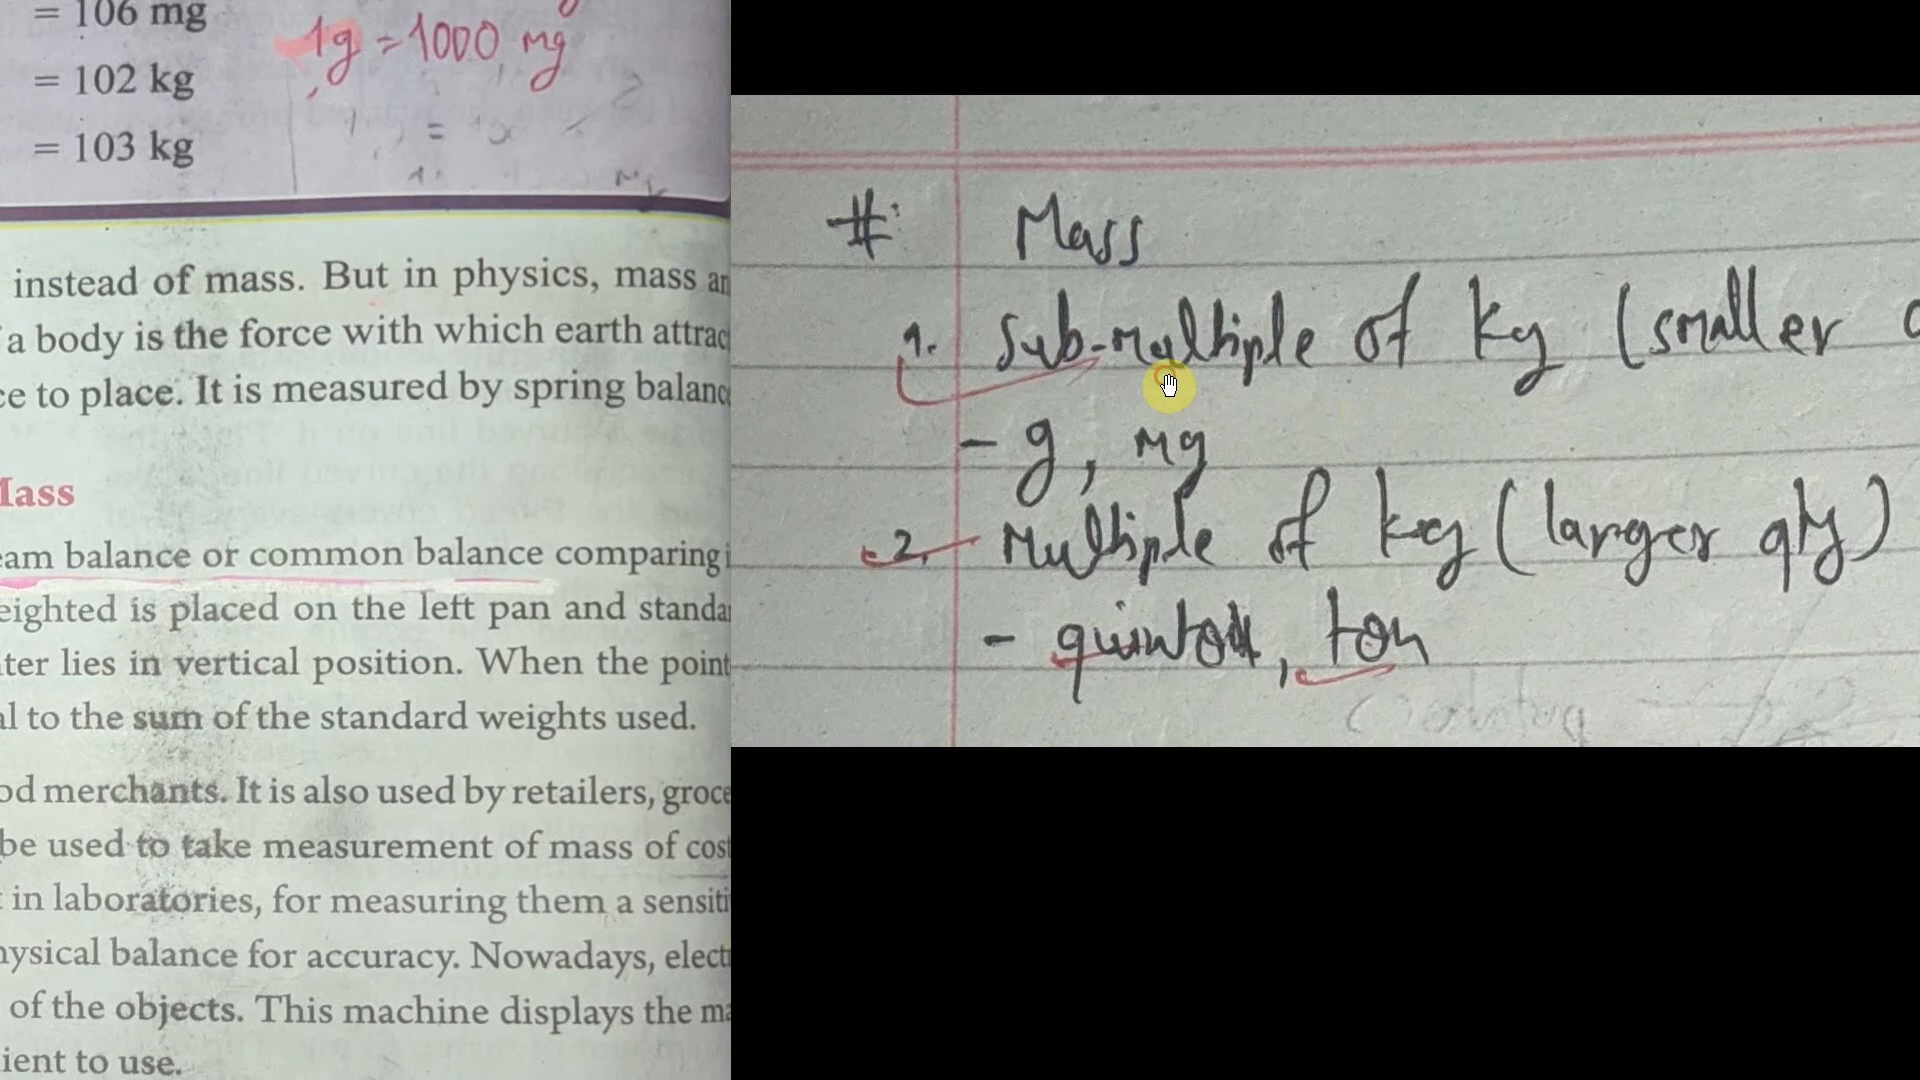 = 106 mg
= 102 kg
= 103 kg
1g = 1000 mg
instead of mass. But in physics, mass an
a body is the force with which earth attrac
ce to place. It is measured by spring balanc
Mass
eam balance or common balance comparing i
eighted is placed on the left pan and standa
ter lies in vertical position. When the point
al to the sum of the standard weights used.
od merchants. It is also used by retailers, groce
be used to take measurement of mass of cost
in laboratories, for measuring them a sensiti
hysical balance for accuracy. Nowadays, elect
of the objects. This machine displays the ma
ient to use.
# Mass
1. Sub-multiple of kg (smaller
- g, mg
2. Multiple of kg (larger qty)
- quintal, ton